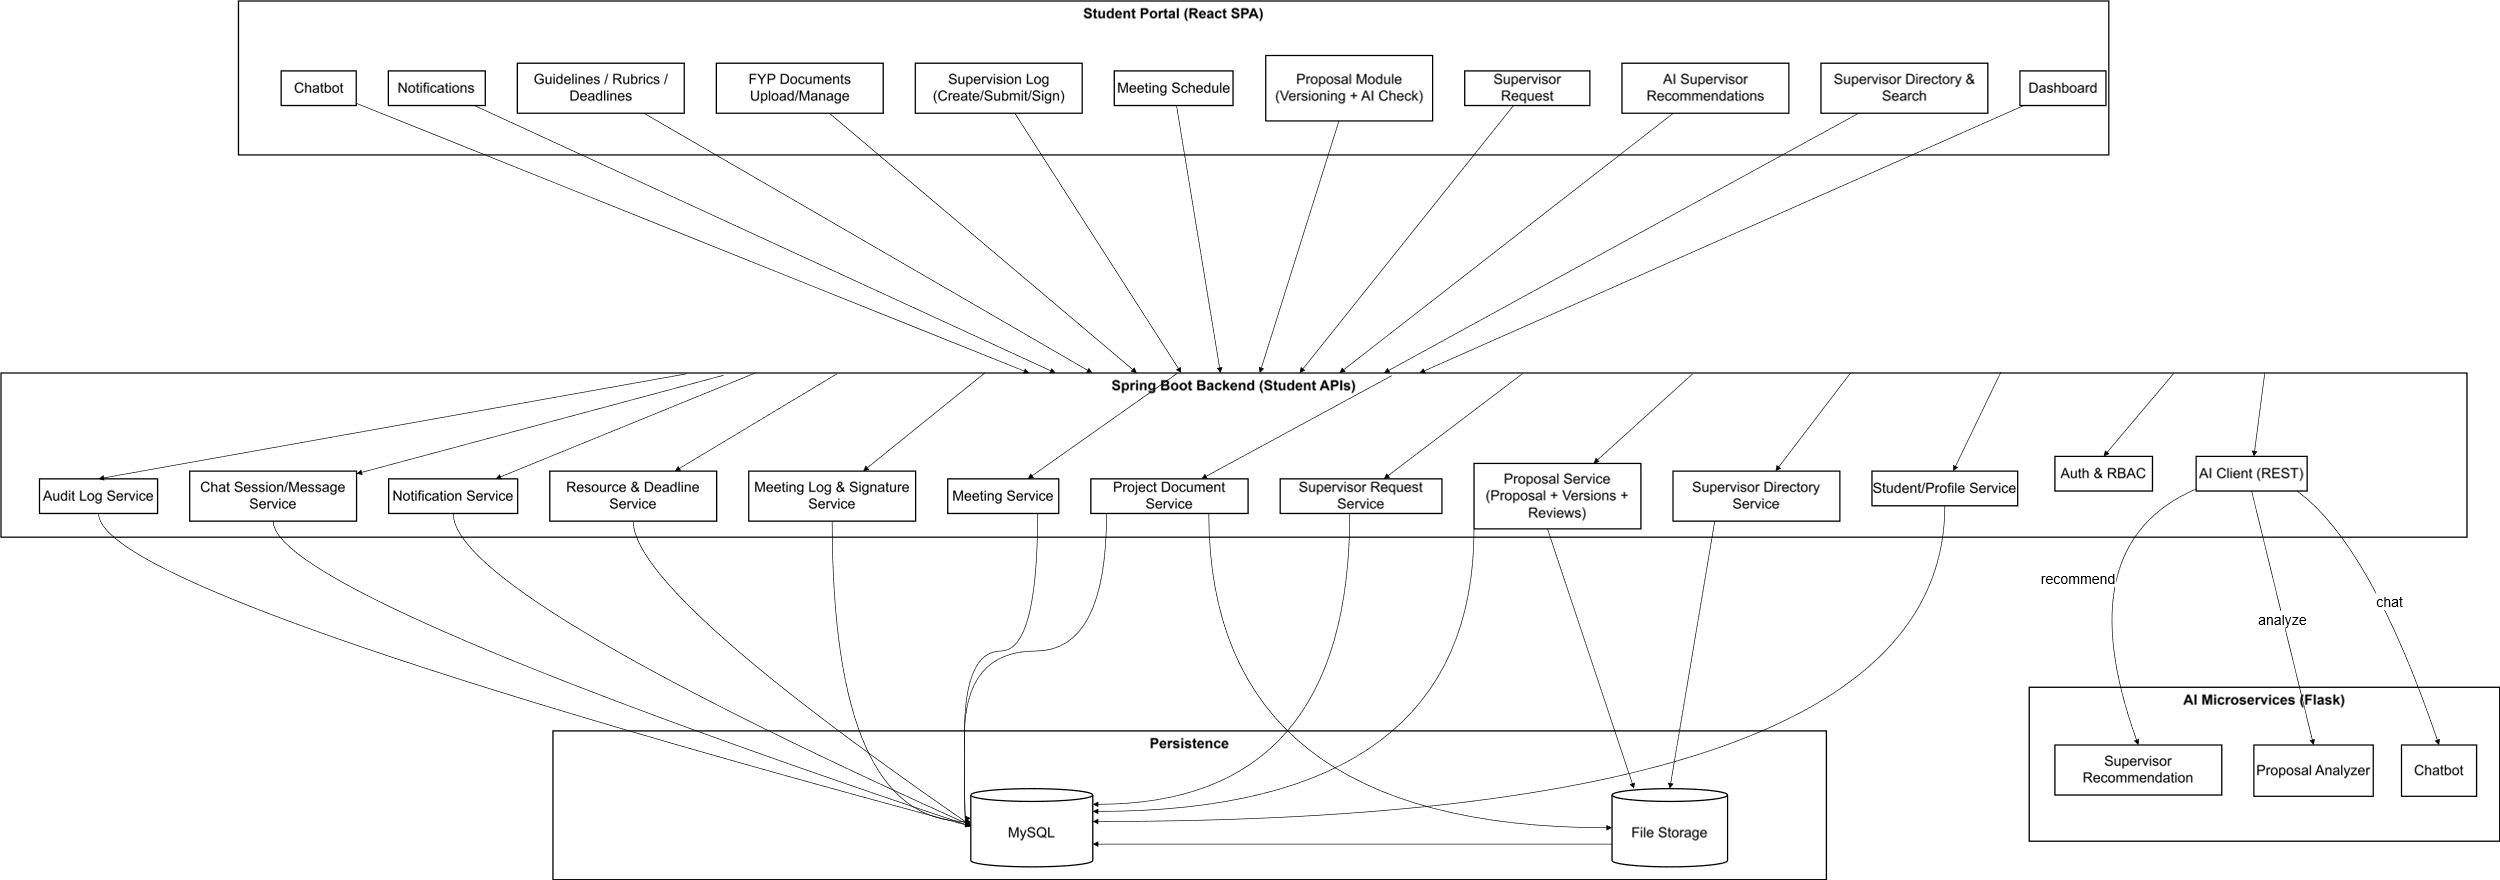 Student Portal (React SPA)
Chatbot
Notifications
Guidelines / Rubrics /
Deadlines
FYP Documents
Upload/Manage
Supervision Log
(Create/Submit/Sign)
Meeting Schedule
Proposal Module
(Versioning + AI Check)
Supervisor
Request
AI Supervisor
Recommendations
Supervisor Directory &
Search
Dashboard
Spring Boot Backend (Student APIs)
Audit Log Service
Chat Session/Message
Service
Notification Service
Resource & Deadline
Service
Meeting Log & Signature
Service
Meeting Service
Project Document
Service
Supervisor Request
Service
Proposal Service
(Proposal + Versions +
Reviews)
Supervisor Directory
Service
Student/Profile Service
Auth & RBAC
AI Client (REST)
recommend
analyze
chat
Persistence
MySQL
File Storage
AI Microservices (Flask)
Supervisor
Recommendation
Proposal Analyzer
Chatbot